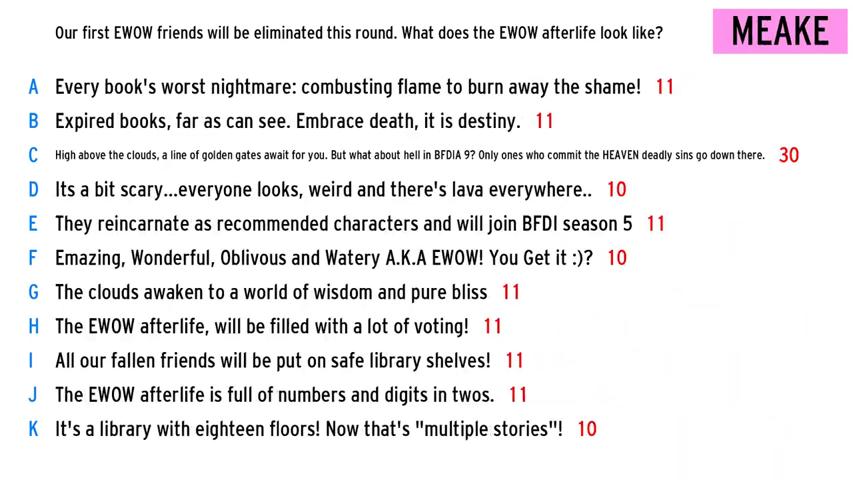 Our first EWOW friends will be eliminated this round. What does the EWOW afterlife look like?
MEAKE
A Every book's worst nightmare: combusting flame to burn away the shame! 11
B Expired books, far as can see. Embrace death, it is destiny. 11
C High above the clouds, a line of golden gates await for you. But what about hell in BFDIA 9? Only ones who commit the HEAVEN deadly sins go down there. 30
D Its a bit scary...everyone looks, weird and there's lava everywhere.. 10
E They reincarnate as recommended characters and will join BFDI season 5 11
F Emazing, Wonderful, Oblivous and Watery A.K.A EWOW! You Get it :)? 10
G The clouds awaken to a world of wisdom and pure bliss 11
H The EWOW afterlife, will be filled with a lot of voting! 11
I All our fallen friends will be put on safe library shelves! 11
J The EWOW afterlife is full of numbers and digits in twos. 11
K It's a library with eighteen floors! Now that's "multiple stories"! 10